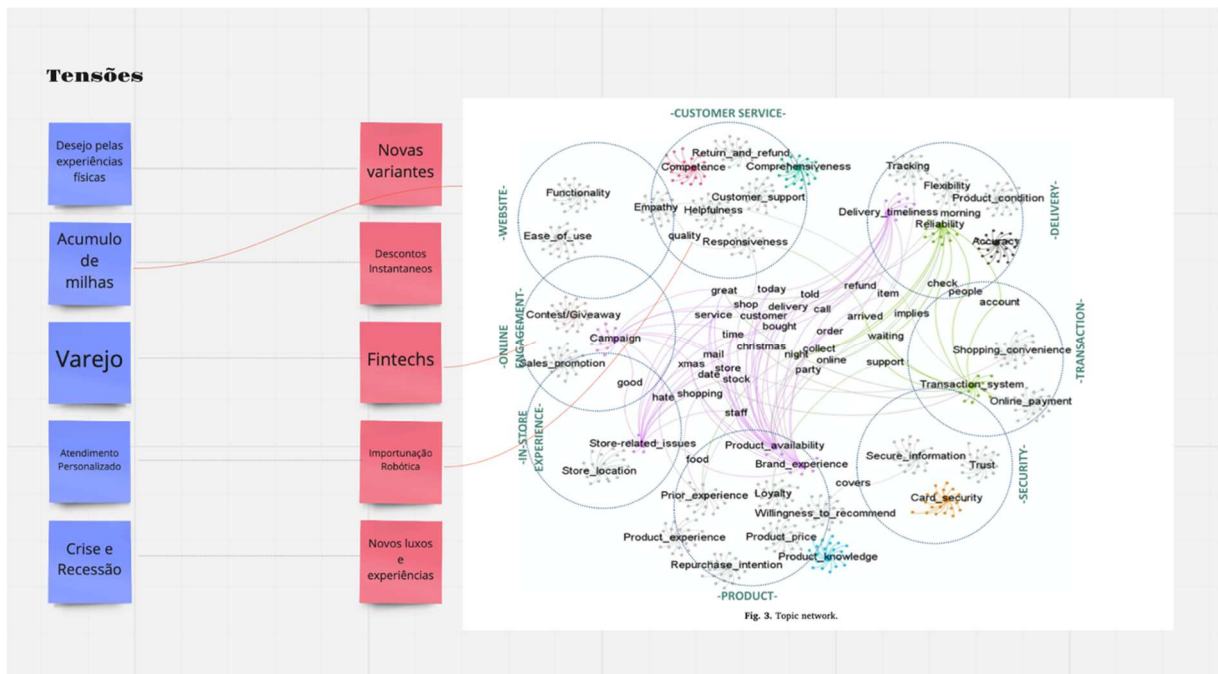 Tensões
Desejo pelas
experiências
físicas
Novas
variantes
Acumulo
de
milhas
Descontos
Instantaneos
Varejo
Fintechs
Atendimento
Personalizado
Importunação
Robótica
Crise e
Recessão
Novos luxos
e
experiências
-CUSTOMER SERVICE-
Return_and_refund
Competence
Comprehensiveness
Customer_support
Empathy
Helpfulness
quality
Responsiveness
-WEBSITE-
Functionality
Ease_of_use
-DELIVERY-
Tracking
Flexibility
Product_condition
Delivery_timeliness
morning
Reliability
Accuracy
-ONLINE
ENGAGEMENT-
Contest/Giveaway
Campaign
Sales_promotion
great
today
told
refund
item
check
people
account
shop
delivery
call
service
customer
arrived
implies
bought
time
order
waiting
christmas
collect
night
online
mail
support
xmas
store
party
date
stock
good
hate
shopping
staff
-TRANSACTION-
Shopping_convenience
Transaction_system
Online_payment
-IN-STORE
EXPERIENCE-
Store-related_issues
Store_location
food
Product_availability
Brand_experience
covers
Prior_experience
Loyalty
Willingness_to_recommend
Product_experience
Product_price
Product_knowledge
Repurchase_intention
-PRODUCT-
-SECURITY-
Secure_information
Trust
Card_security
Fig. 3. Topic network.